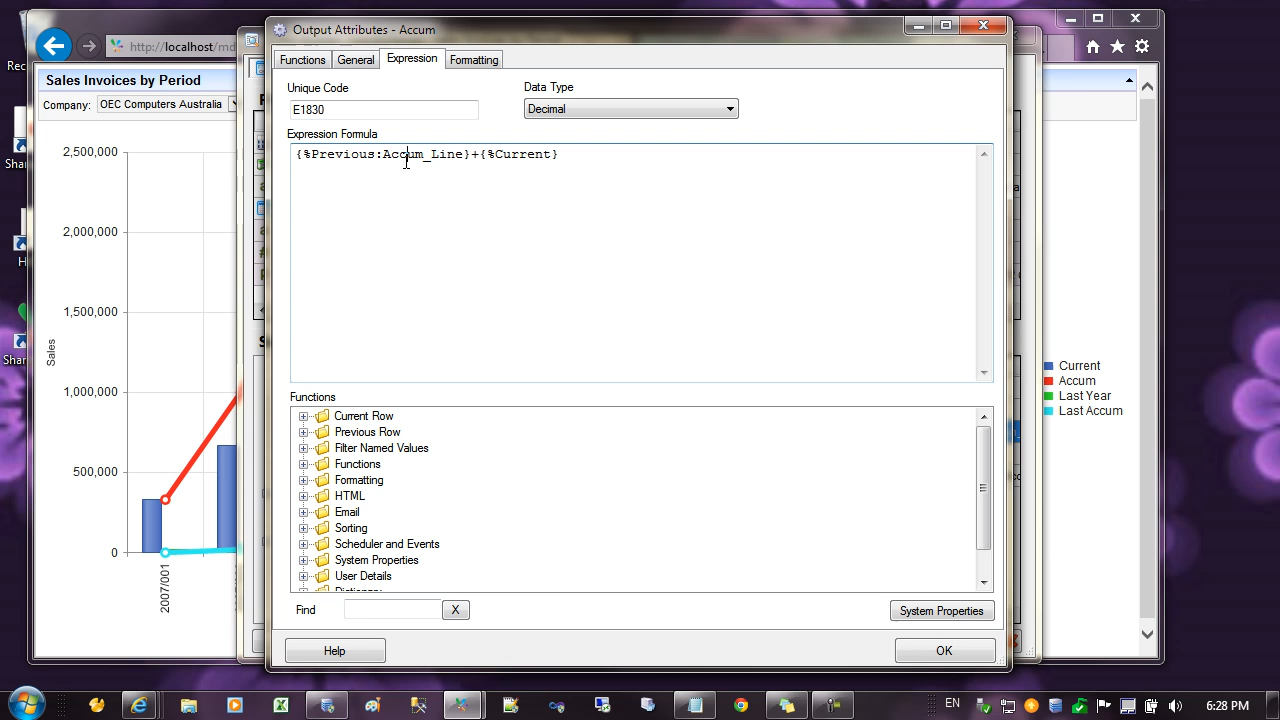 Output Attributes - Accum
http://localhost/md
Sales Invoices by Period
Company: OEC Computers Australia
Functions General Expression Formatting
Unique Code
Data Type
E1830
Decimal
Expression Formula
{%Previous:Accum_Line}+{%Current}
2,500,000
2,000,000
1,500,000
1,000,000
500,000
0
Sales
2007/001
Current
Accum
Last Year
Last Accum
Functions
Current Row
Previous Row
Filter Named Values
Functions
Formatting
HTML
Email
Sorting
Scheduler and Events
System Properties
User Details
Find
X
System Properties
Help
OK
EN
6:28 PM